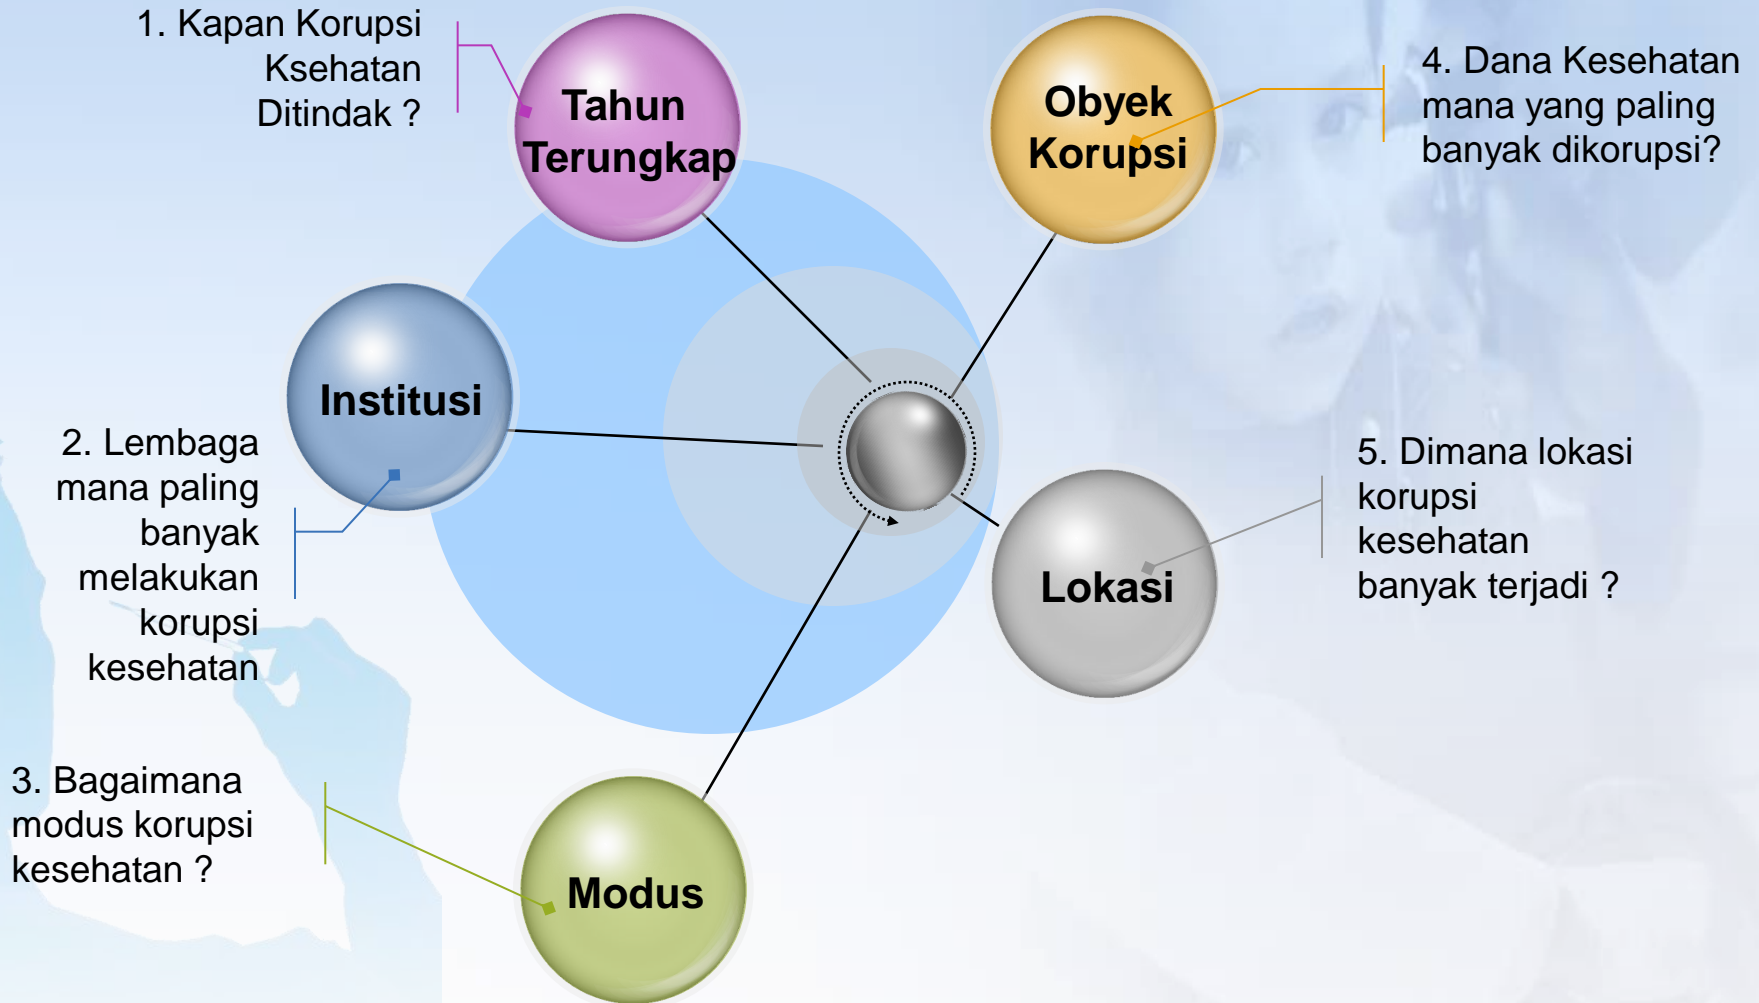 1. Kapan Korupsi
Ksehatan
Ditindak ?
Tahun
Terungkap
Institusi
2. Lembaga
mana paling
banyak
melakukan
korupsi
kesehatan
3. Bagaimana
modus korupsi
kesehatan ?
Modus
Obyek
Korupsi
4. Dana Kesehatan
mana yang paling
banyak dikorupsi?
Lokasi
5. Dimana lokasi
korupsi
kesehatan
banyak terjadi ?